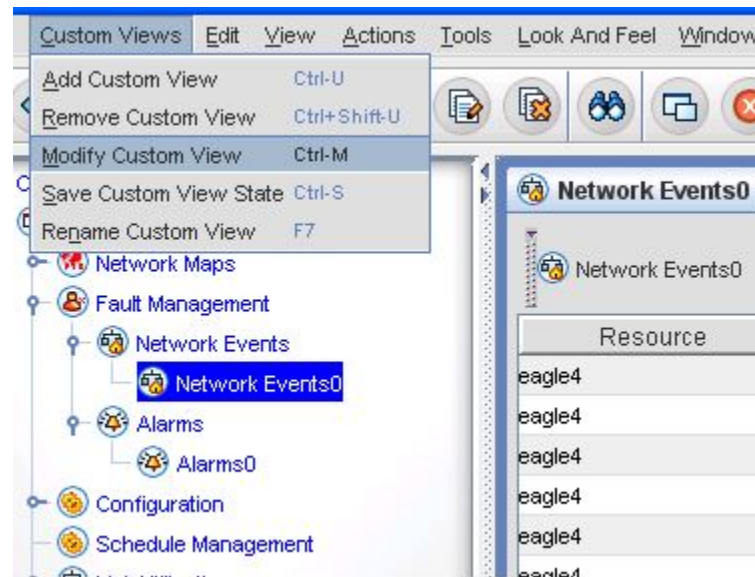 Custom Views Edit View Actions Tools Look And Feel Window
Add Custom View Ctrl-U
Remove Custom View Ctrl+Shift-U
Modify Custom View Ctrl-M
Save Custom View State Ctrl-S
Rename Custom View F7
Network Maps
Fault Management
Network Events
Network Events0
Alarms
Alarms0
Configuration
Schedule Management
Network Events0
Network Events0
Resource
eagle4
eagle4
eagle4
eagle4
eagle4
eagle4